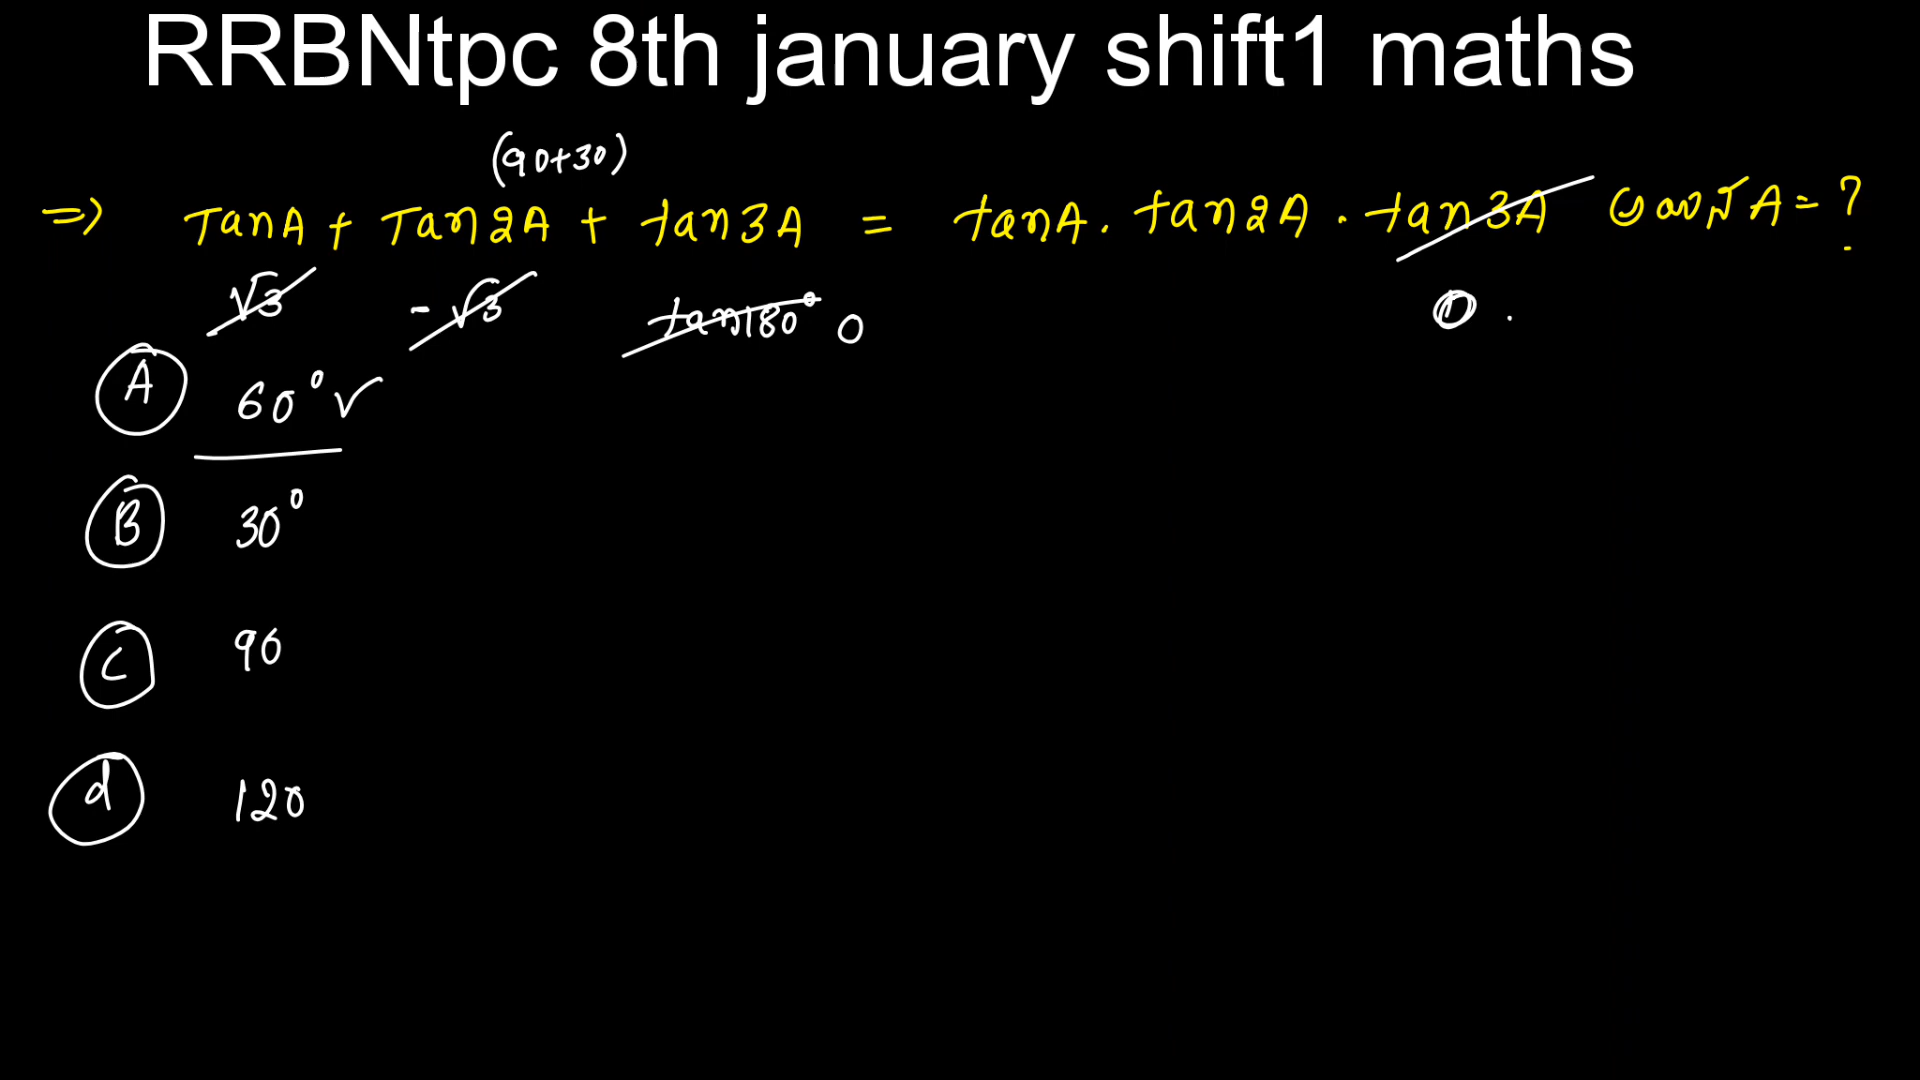 RRBNtpc 8th january shift1 maths
(90+30)
=> TanA + Tan2A + tan3A = tanA . tan2A . tan3A అయితే A = ?
√3 - √3 tan180° 0 0 .
A 60° ✓
B 30°
C 90
d 120